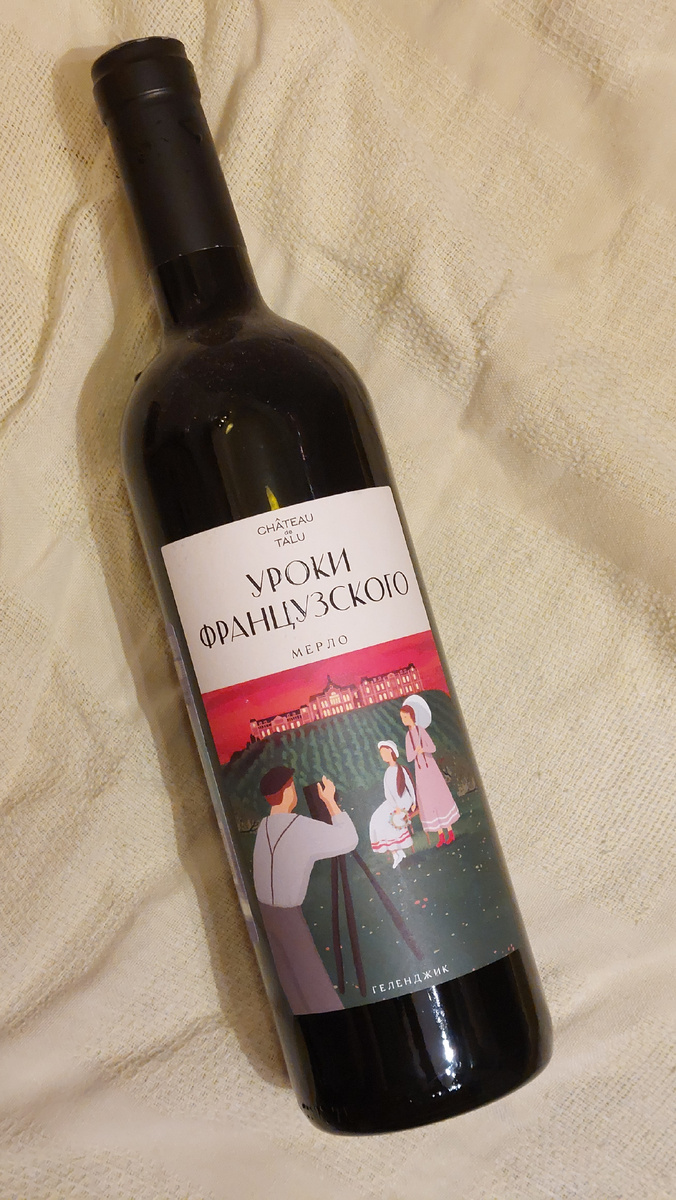 CHÂTEAU
de
TALU
УРОКИ
ФРАНЦУЗСКОГО
МЕРЛО
ГЕЛЕНДЖИК